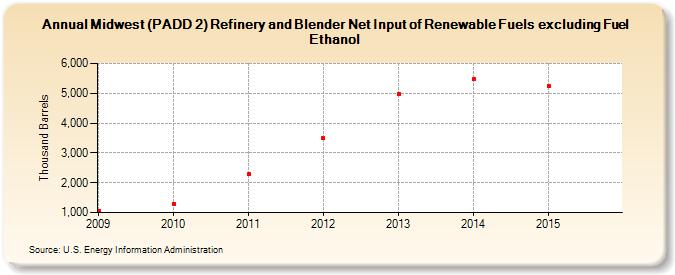 Annual Midwest (PADD 2) Refinery and Blender Net Input of Renewable Fuels excluding Fuel
Ethanol
Thousand Barrels
6,000
5,000
4,000
3,000
2,000
1,000
2009 2010 2011 2012 2013 2014 2015
Source: U.S. Energy Information Administration